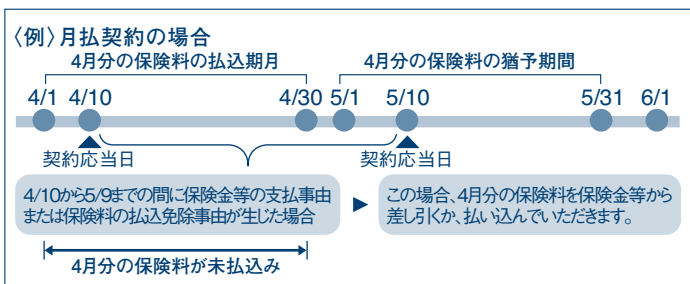 〈例〉月払契約の場合
4月分の保険料の払込期月 4月分の保険料の猶予期間
4/1 4/10 4/30 5/1 5/10 5/31 6/1
契約応当日 契約応当日
4/10から5/9までの間に保険金等の支払事由
または保険料の払込免除事由が生じた場合
この場合、4月分の保険料を保険金等から
差し引くか、払い込んでいただきます。
4月分の保険料が未払込み